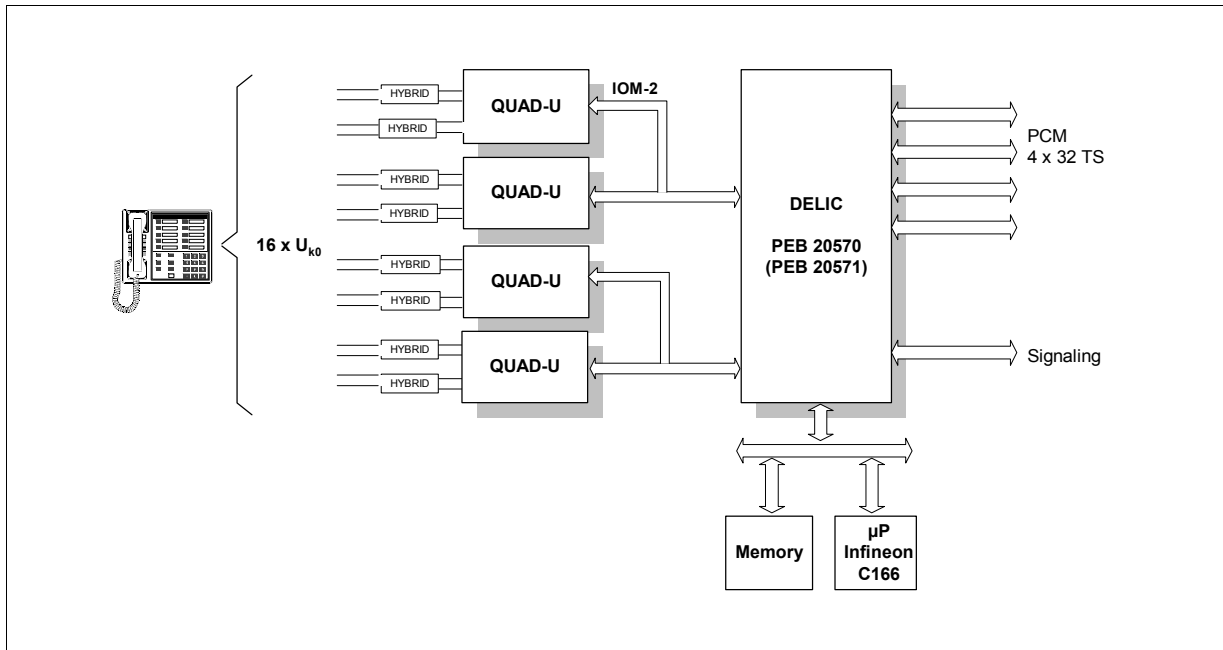 IOM-2
HYBRID
QUAD-U
HYBRID
PCM
4 x 32 TS
HYBRID
QUAD-U
HYBRID
DELIC
PEB 20570
(PEB 20571)
16 x Uk0
HYBRID
QUAD-U
HYBRID
HYBRID
QUAD-U
HYBRID
Signaling
Memory
µP
Infineon
C166